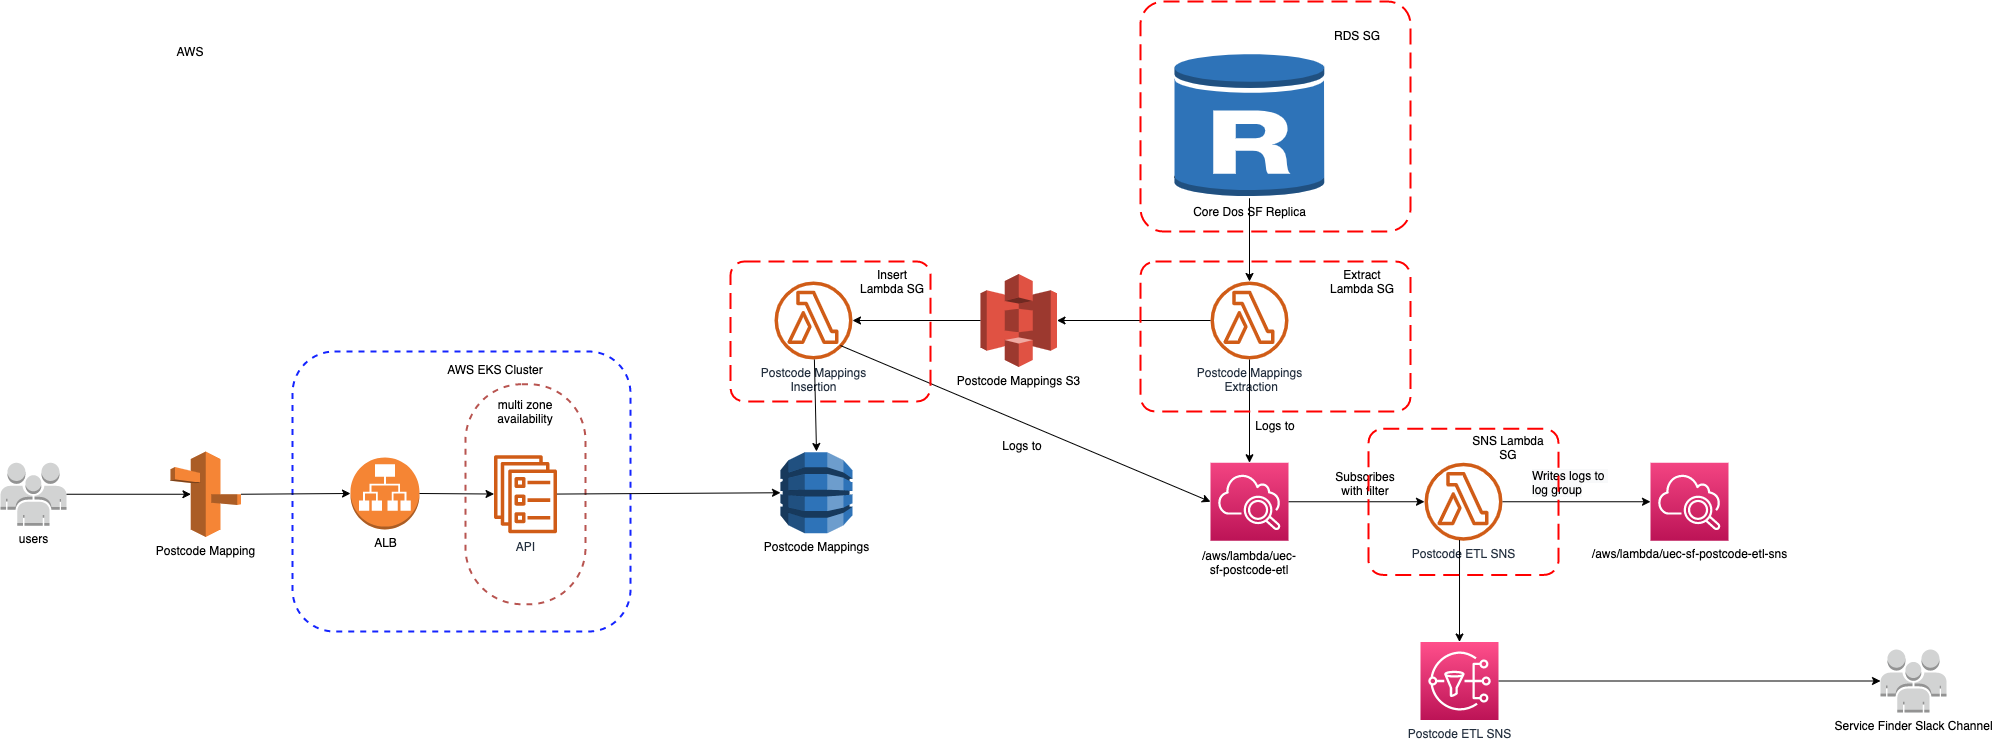 AWS
RDS SG
R
Core Dos SF Replica
Insert
Lambda SG
Extract
Lambda SG
Postcode Mappings
Insertion
Postcode Mappings S3
Postcode Mappings
Extraction
AWS EKS Cluster
multi zone
availability
Logs to
Logs to
SNS Lambda
SG
Subscribes
with filter
Writes logs to
log group
users
Postcode Mapping
ALB
API
Postcode Mappings
/aws/lambda/uec-
sf-postcode-etl
Postcode ETL SNS
/aws/lambda/uec-sf-postcode-etl-sns
Postcode ETL SNS
Service Finder Slack Channel